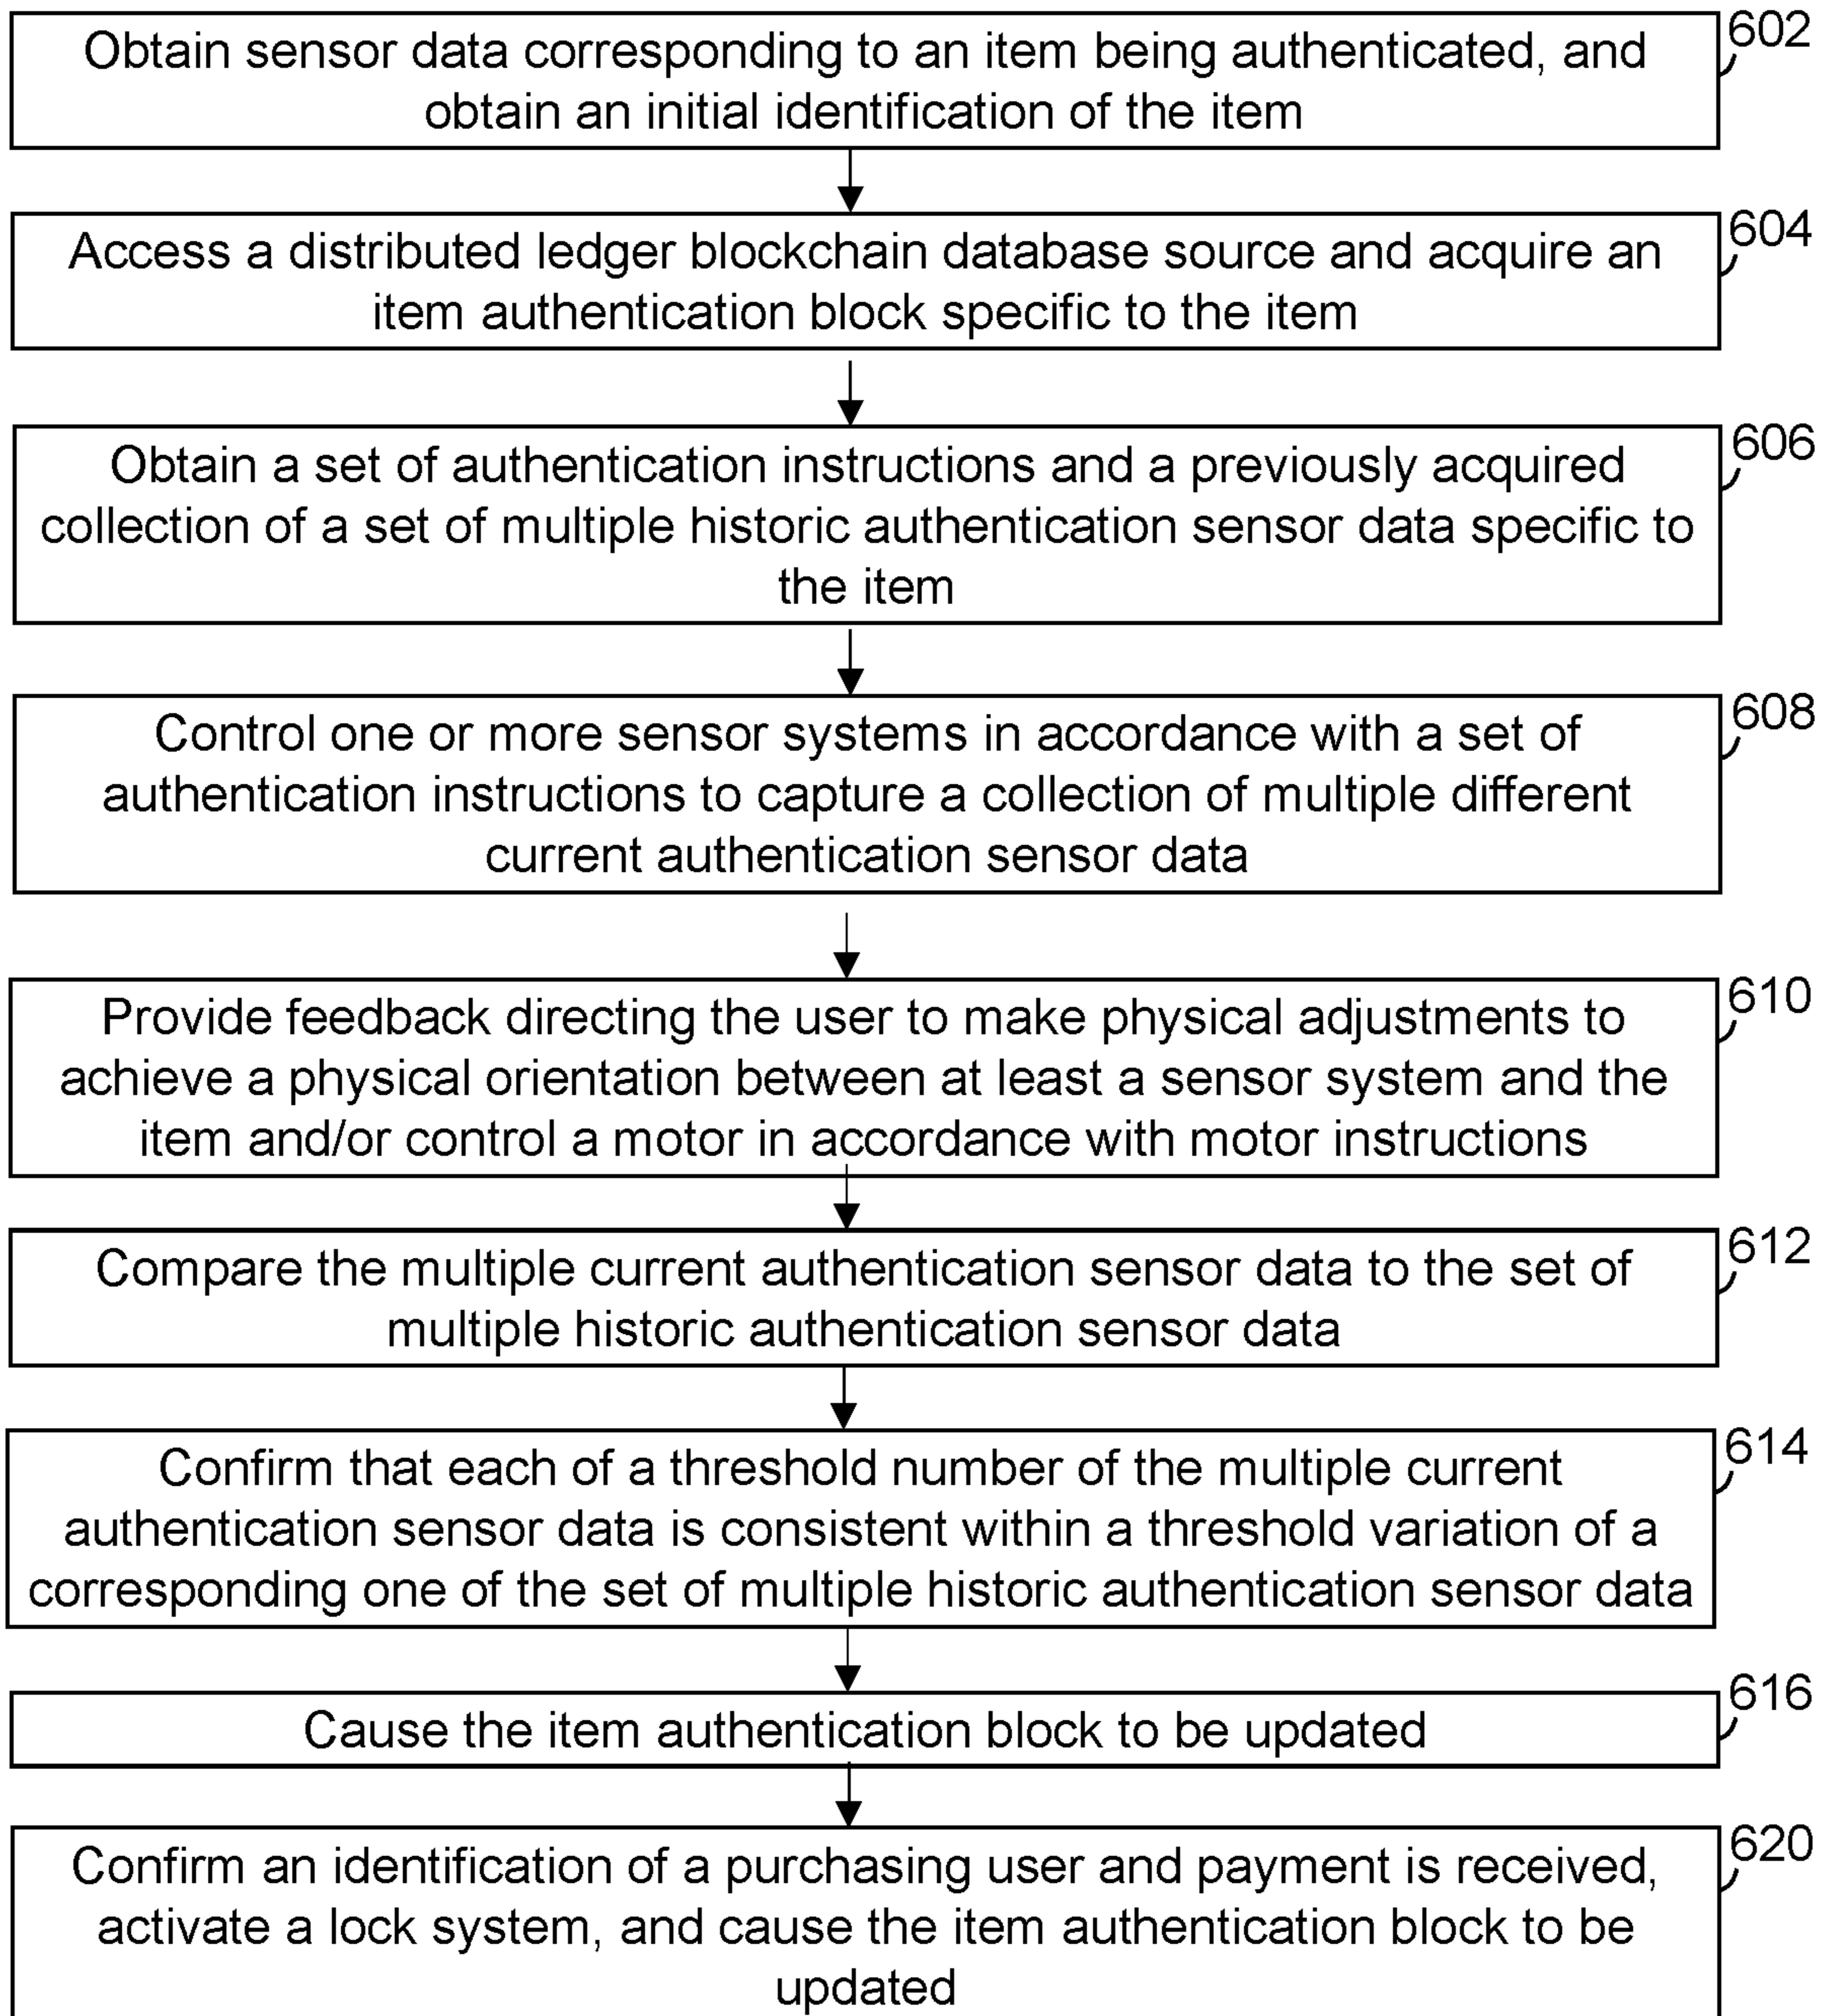 602
Obtain sensor data corresponding to an item being authenticated, and
obtain an initial identification of the item
604
Access a distributed ledger blockchain database source and acquire an
item authentication block specific to the item
606
Obtain a set of authentication instructions and a previously acquired
collection of a set of multiple historic authentication sensor data specific to
the item
608
Control one or more sensor systems in accordance with a set of
authentication instructions to capture a collection of multiple different
current authentication sensor data
610
Provide feedback directing the user to make physical adjustments to
achieve a physical orientation between at least a sensor system and the
item and/or control a motor in accordance with motor instructions
612
Compare the multiple current authentication sensor data to the set of
multiple historic authentication sensor data
614
Confirm that each of a threshold number of the multiple current
authentication sensor data is consistent within a threshold variation of a
corresponding one of the set of multiple historic authentication sensor data
616
Cause the item authentication block to be updated
620
Confirm an identification of a purchasing user and payment is received,
activate a lock system, and cause the item authentication block to be
updated